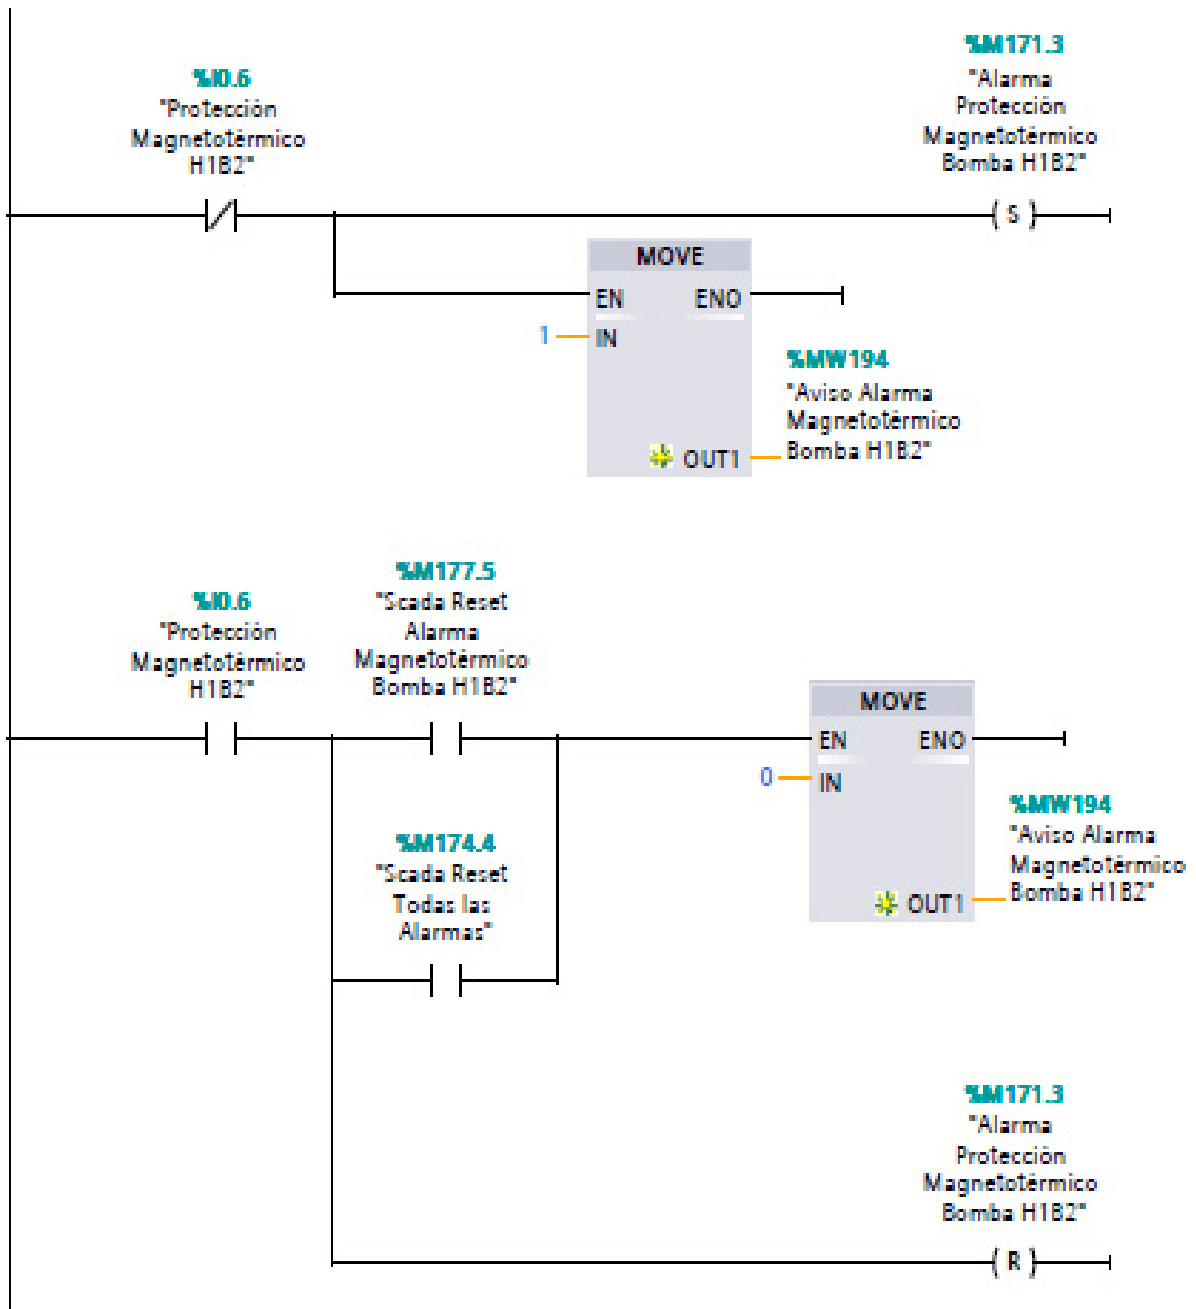 %I0.6
"Protección
Magnetotérmico
H1B2"
%M171.3
"Alarma
Protección
Magnetotérmico
Bomba H1B2"
S
MOVE
EN ENO
1 IN
OUT1
%MW194
"Aviso Alarma
Magnetotérmico
Bomba H1B2"
%I0.6
"Protección
Magnetotérmico
H1B2"
%M177.5
"Scada Reset
Alarma
Magnetotérmico
Bomba H1B2"
MOVE
EN ENO
0 IN
OUT1
%MW194
"Aviso Alarma
Magnetotérmico
Bomba H1B2"
%M174.4
"Scada Reset
Todas las
Alarmas"
%M171.3
"Alarma
Protección
Magnetotérmico
Bomba H1B2"
R